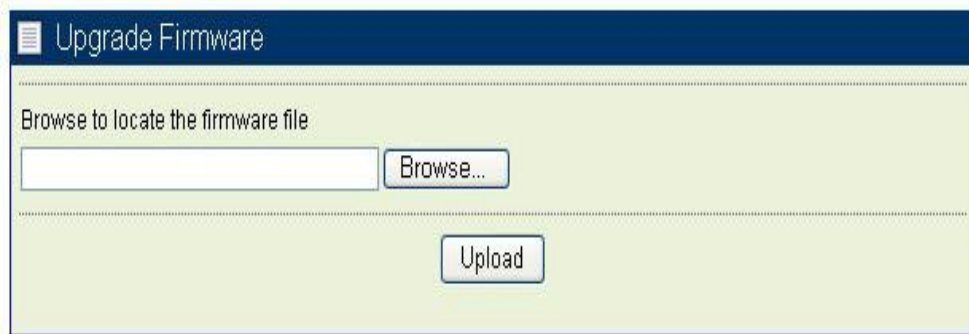 Upgrade Firmware
Browse to locate the firmware file
Browse...
Upload